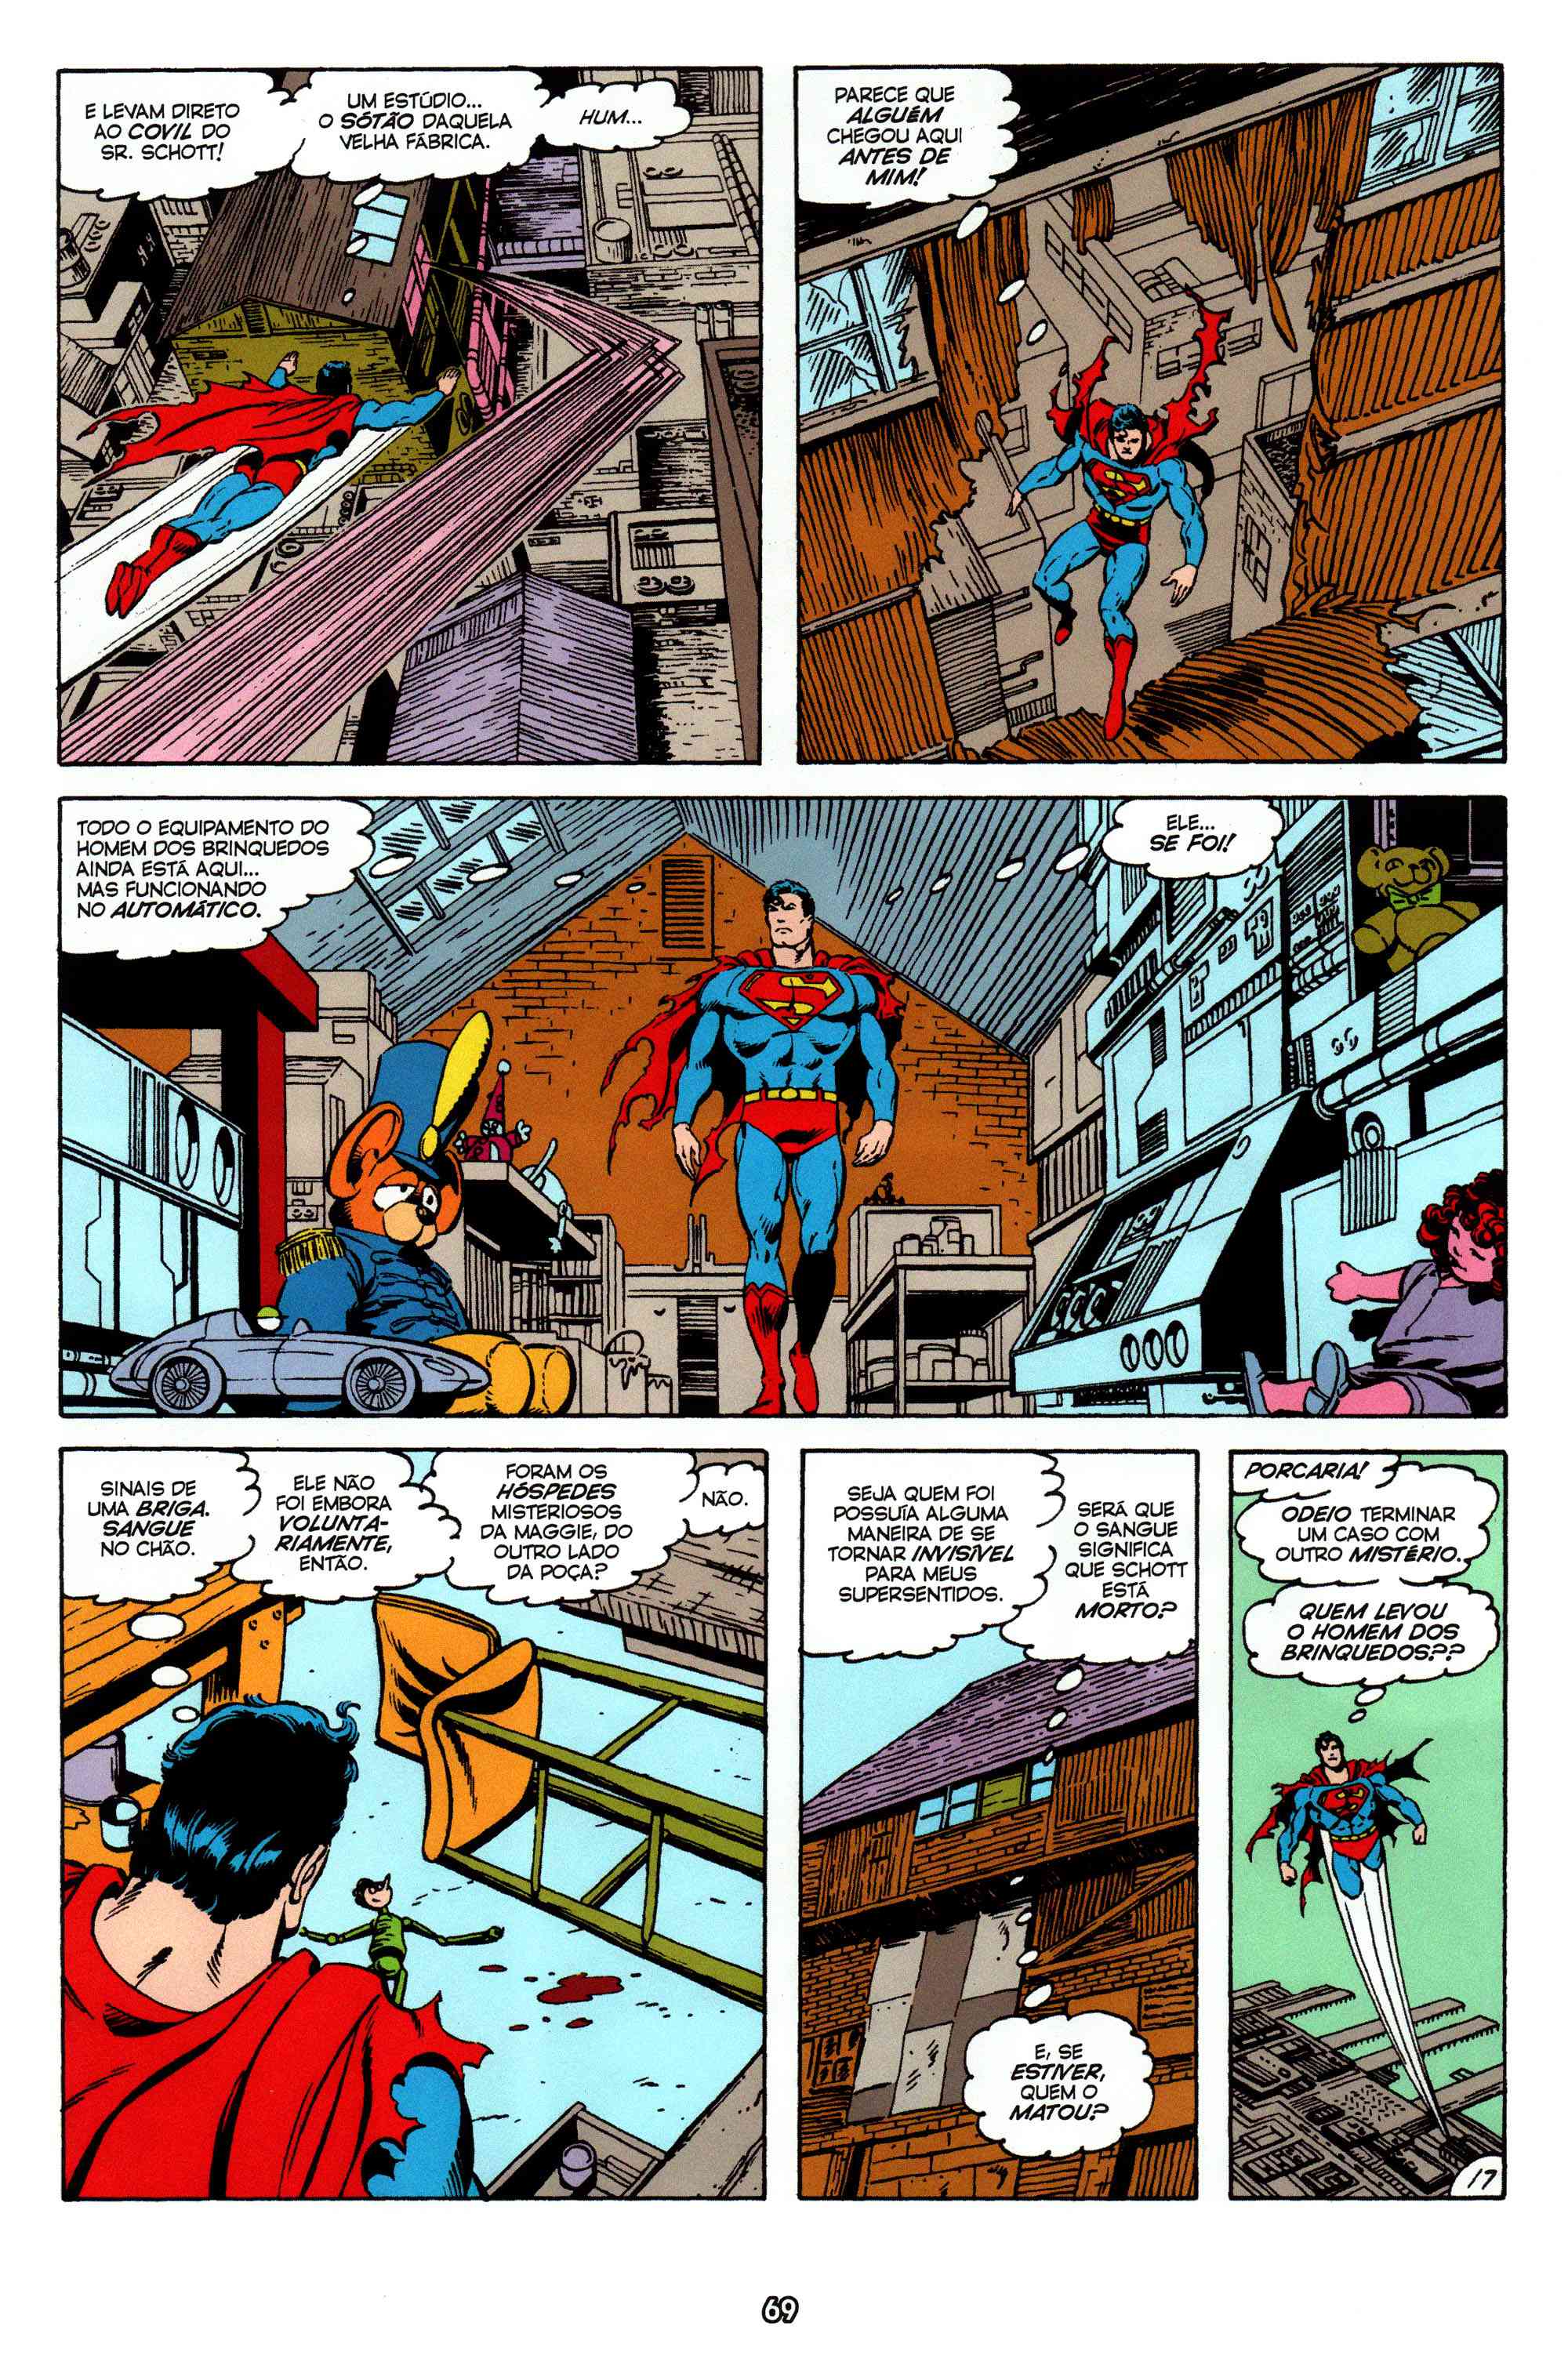 E LEVAM DIRETO
AO COVIL DO
SR. SCHOTT!
UM ESTÚDIO...
O SÓTÃO DAQUELA
VELHA FÁBRICA.
HUM...
PARECE QUE
ALGUÉM
CHEGOU AQUI
ANTES DE
MIM!
TODO O EQUIPAMENTO DO
HOMEM DOS BRINQUEDOS
AINDA ESTÁ AQUI...
MAS FUNCIONANDO
NO AUTOMÁTICO.
ELE...
SE FOI!
SINAIS DE
UMA BRIGA.
SANGUE
NO CHÃO.
ELE NÃO
FOI EMBORA
VOLUNTA-
RIAMENTE,
ENTÃO.
FORAM OS
HÓSPEDES
MISTERIOSOS
DA MAGGIE, DO
OUTRO LADO
DA POÇA?
NÃO.
SEJA QUEM FOI
POSSUÍA ALGUMA
MANEIRA DE SE
TORNAR INVISÍVEL
PARA MEUS
SUPERSENTIDOS.
SERÁ QUE
O SANGUE
SIGNIFICA
QUE SCHOTT
ESTÁ
MORTO?
E, SE
ESTIVER,
QUEM O
MATOU?
PORCARIA!
ODEIO TERMINAR
UM CASO COM
OUTRO MISTÉRIO.
QUEM LEVOU
O HOMEM DOS
BRINQUEDOS??
17
69